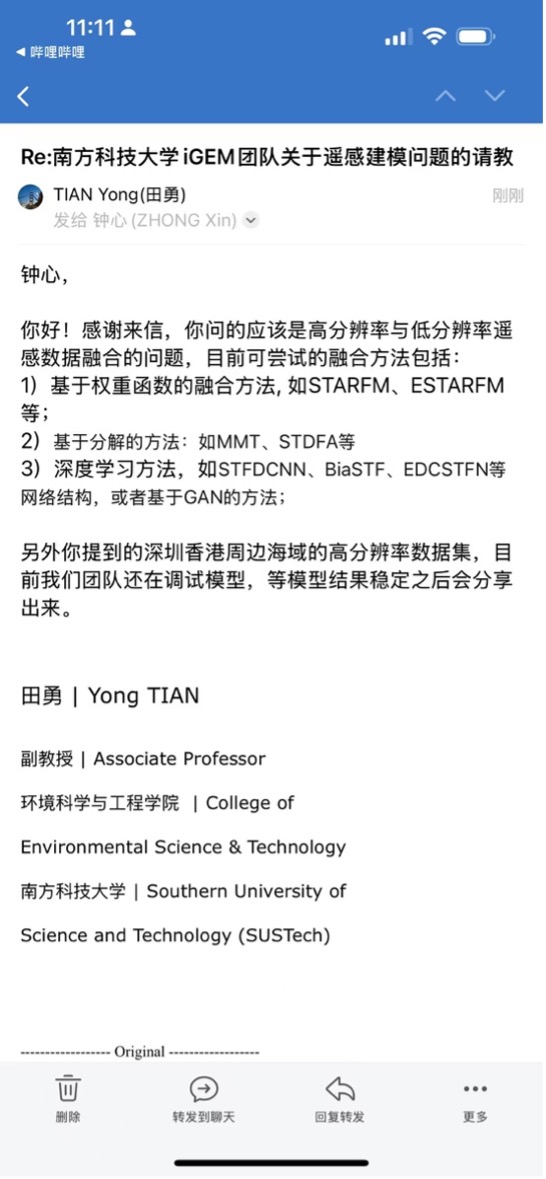 11:11
哔哩哔哩
Re:南方科技大学iGEM团队关于遥感建模问题的请教
TIAN Yong(田勇)
刚刚
发给 钟心 (ZHONG Xin)
钟心，
你好！感谢来信，你问的应该是高分辨率与低分辨率遥
感数据融合的问题，目前可尝试的融合方法包括：
1）基于权重函数的融合方法, 如STARFM、ESTARFM
等；
2）基于分解的方法：如MMT、STDFA等
3）深度学习方法，如STFDCNN、BiaSTF、EDCSTFN等
网络结构，或者基于GAN的方法；
另外你提到的深圳香港周边海域的高分辨率数据集，目
前我们团队还在调试模型，等模型结果稳定之后会分享
出来。
田勇 | Yong TIAN
副教授 | Associate Professor
环境科学与工程学院 | College of
Environmental Science & Technology
南方科技大学 | Southern University of
Science and Technology (SUSTech)
------------------ Original ------------------
删除
转发到聊天
回复转发
更多